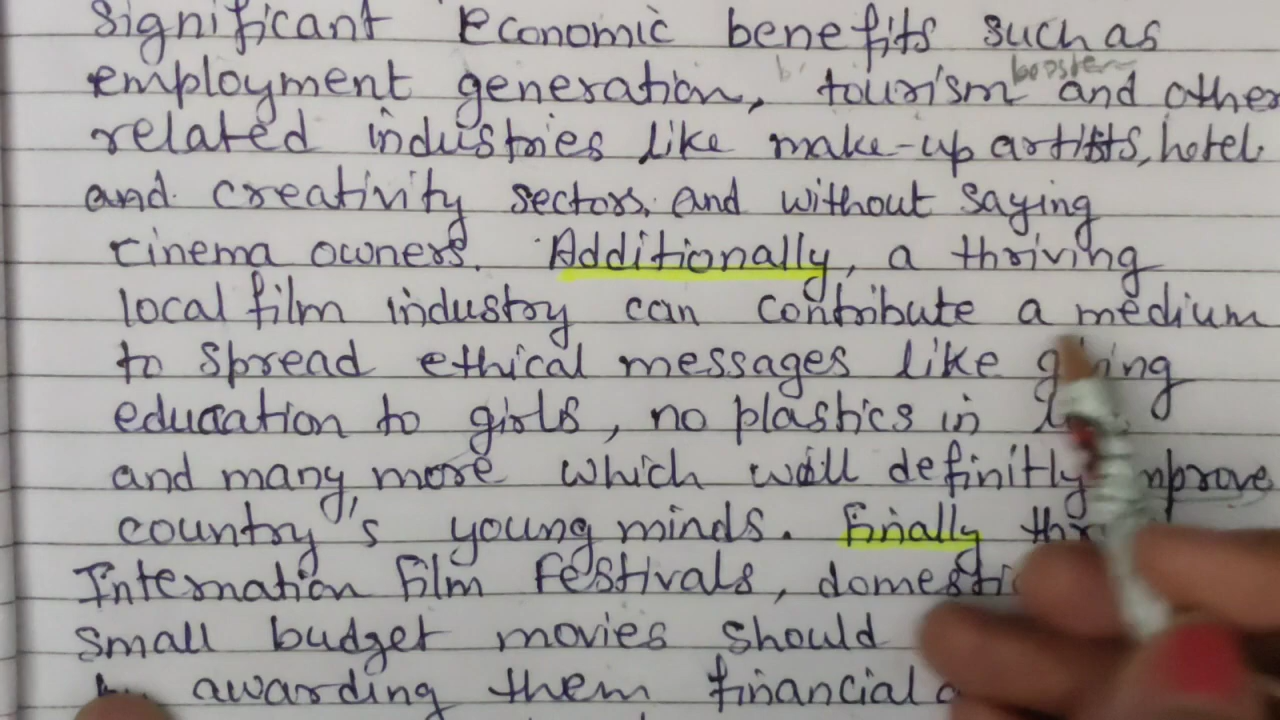 significant economic benefits such as
employment generation, tourism booster and other
related industries like make-up artists, hotel
and creativity sectors. and without saying
cinema owners. Additionally, a thriving
local film industry can contribute a medium
to spread ethical messages like giving
education to girls, no plastics in
and many more which will definitly improve
country's young minds. Finally
Internation Film Festivals,
small budget movies should
awarding them financial